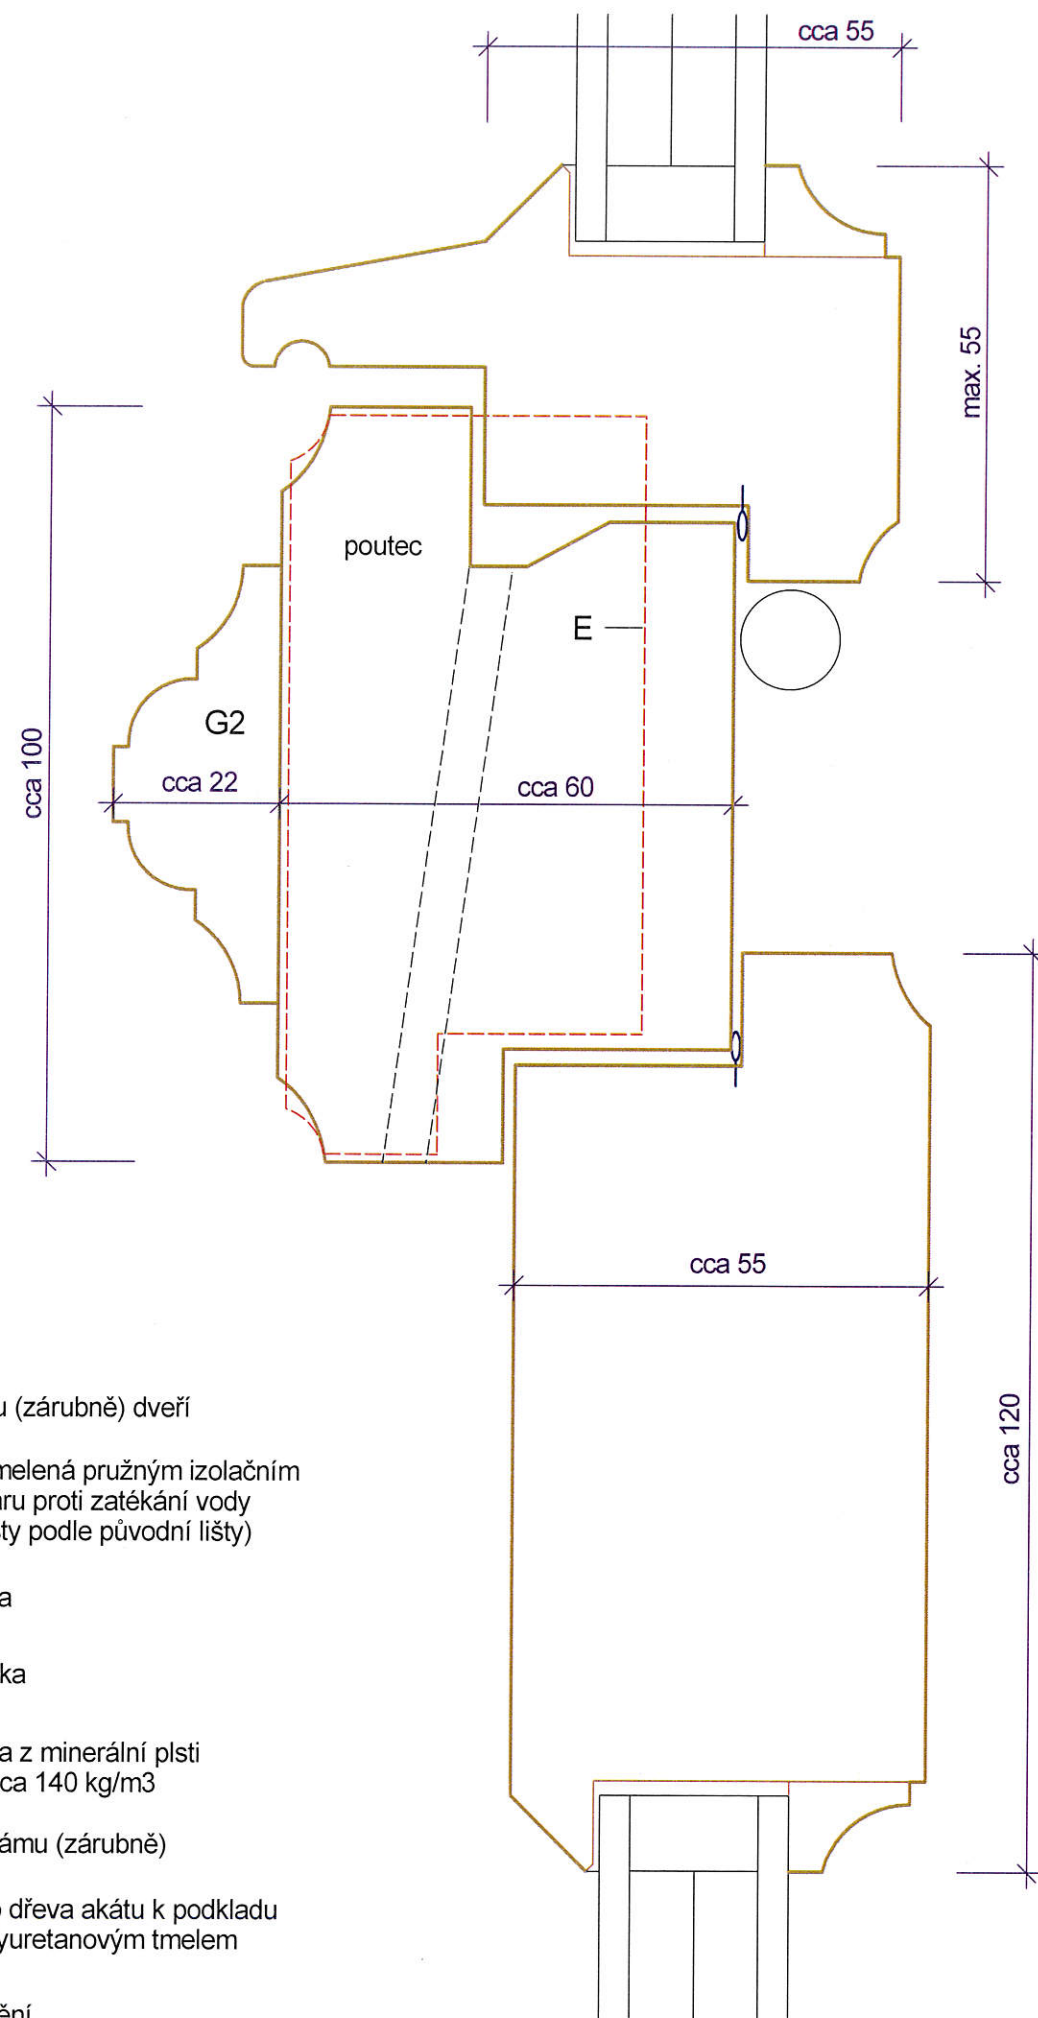 cca 55
max. 55
poutec
E
G2
cca 100
cca 22
cca 60
cca 55
cca 120
u (zárubně) dveří
melená pružným izolačním
aru proti zatékání vody
sty podle původní lišty)
a
ka
a z minerální plsti
ca 140 kg/m3
ámu (zárubně)
o dřeva akátu k podkladu
yuretanovým tmelem
ění